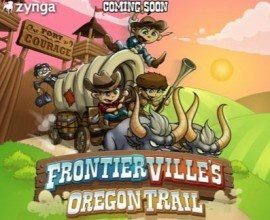 zynga
COMING SOON
FORT
COURAGE
FRONTIERVILLE'S
OREGON TRAIL